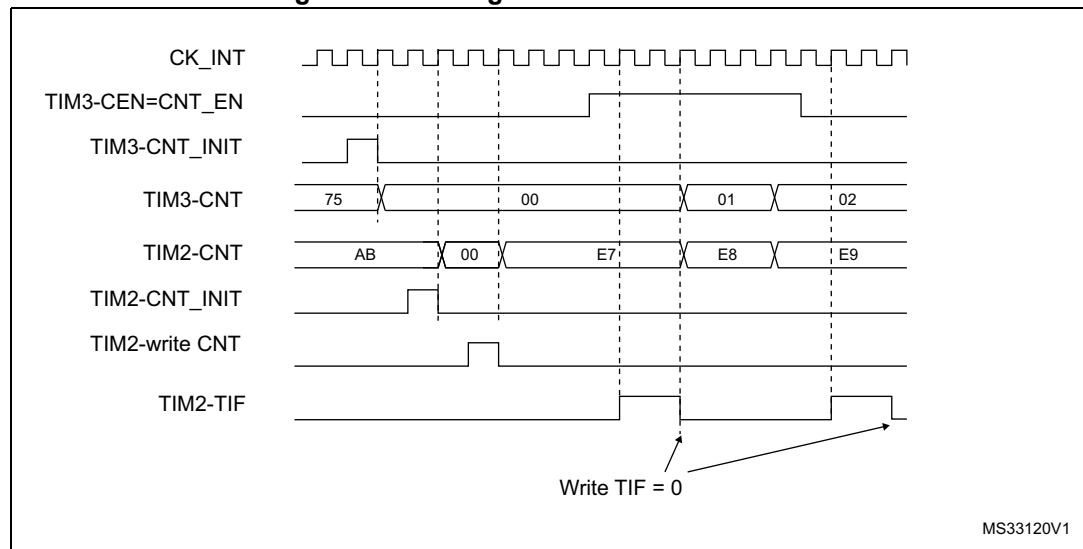 CK_INT
TIM3-CEN=CNT_EN
TIM3-CNT_INIT
TIM3-CNT 75 00 01 02
TIM2-CNT AB 00 E7 E8 E9
TIM2-CNT_INIT
TIM2-write CNT
TIM2-TIF
Write TIF = 0
MS33120V1